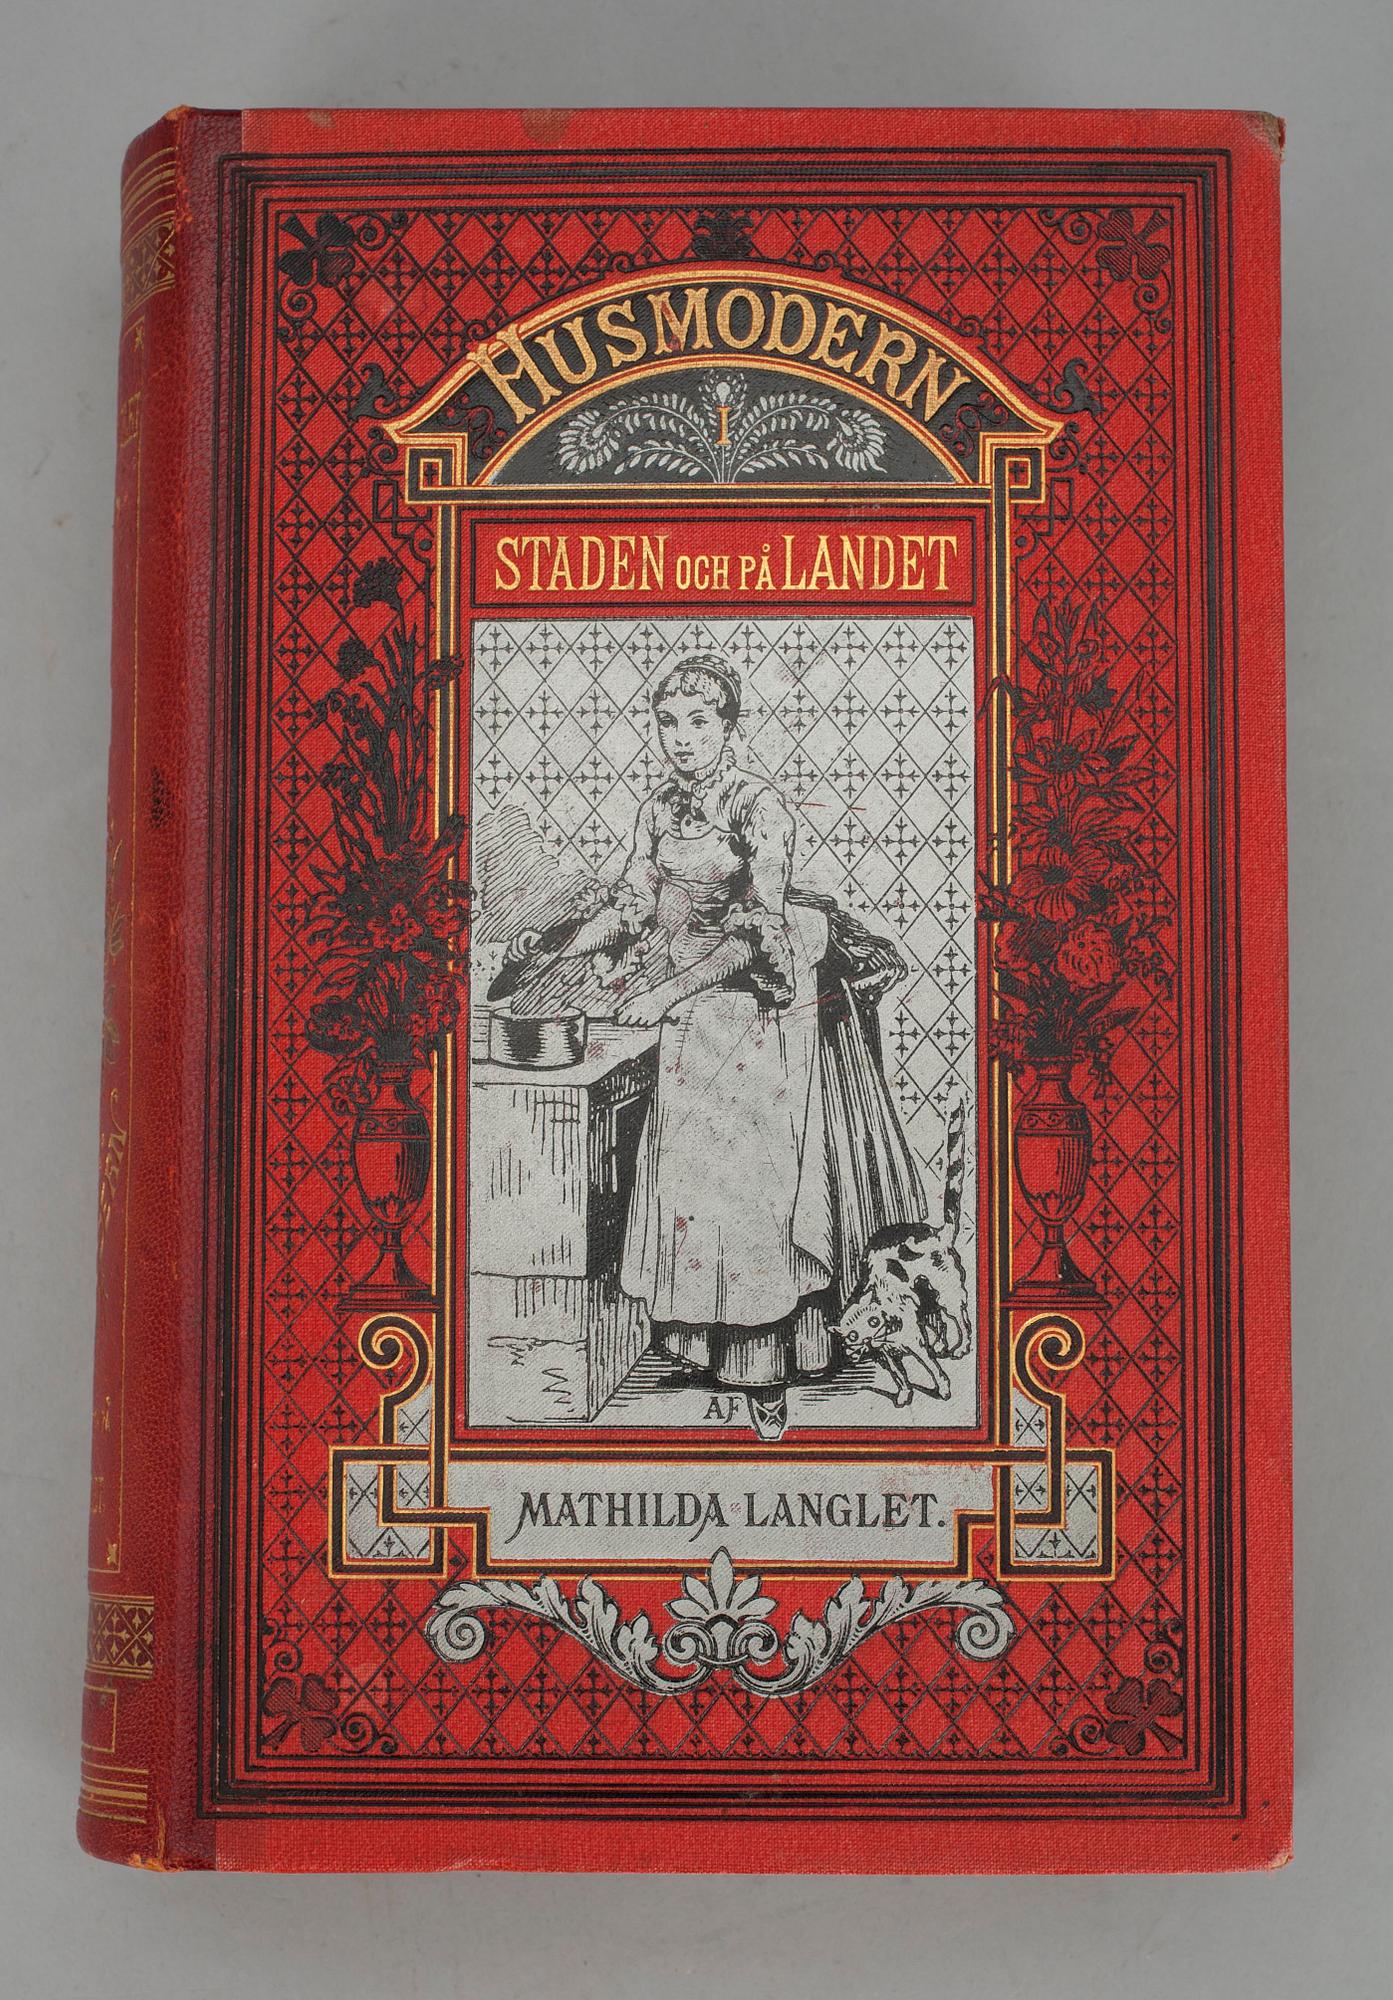 HUSMODERN
I
STADEN OCH PÅ LANDET
AF
MATHILDA LANGLET.